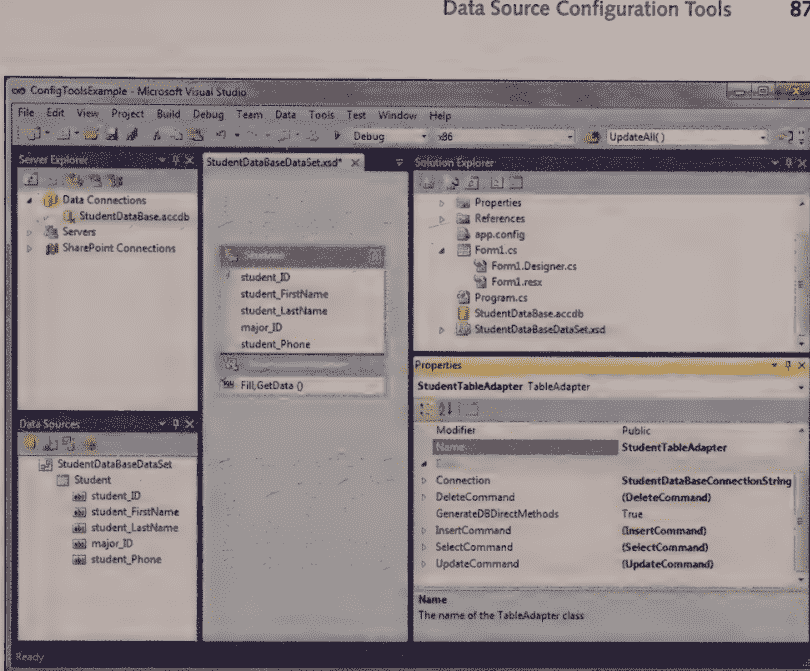 Data Source Configuration Tools 87
ConfigToolsExample - Microsoft Visual Studio
File Edit View Project Build Debug Team Data Tools Test Window Help
Debug x86 UpdateAll()
Server Explorer
Data Connections
StudentDataBase.accdb
Servers
SharePoint Connections
StudentDataBaseDataSet.xsd*
student_ID
student_FirstName
student_LastName
major_ID
student_Phone
Fill,GetData ()
Solution Explorer
Properties
References
app.config
Form1.cs
Form1.Designer.cs
Form1.resx
Program.cs
StudentDataBase.accdb
StudentDataBaseDataSet.xsd
Data Sources
StudentDataBaseDataSet
Student
student_ID
student_FirstName
student_LastName
major_ID
student_Phone
Properties
StudentTableAdapter TableAdapter
Modifier Public
Name StudentTableAdapter
Connection StudentDataBaseConnectionString
DeleteCommand (DeleteCommand)
GenerateDBDirectMethods True
InsertCommand (InsertCommand)
SelectCommand (SelectCommand)
UpdateCommand (UpdateCommand)
Name
The name of the TableAdapter class
Ready